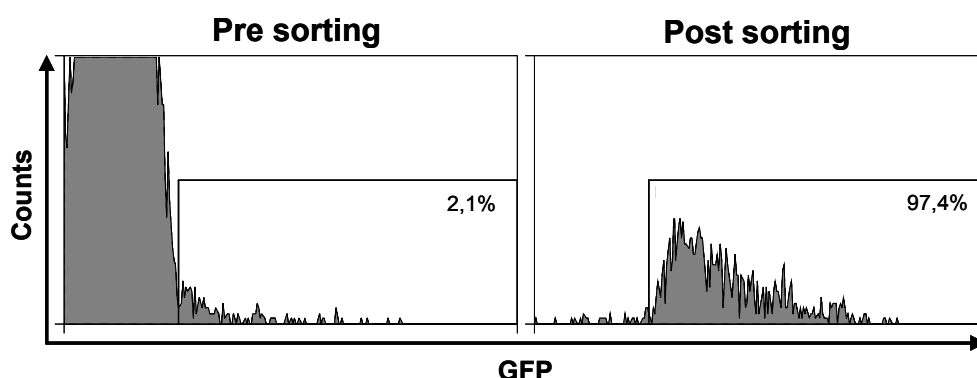 Pre sorting
Post sorting
Counts
2,1%
97,4%
GFP